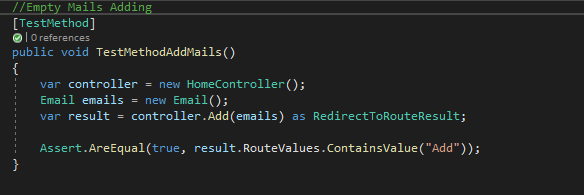 //Empty Mails Adding
[TestMethod]
| 0 references
public void TestMethodAddMails()
{
var controller = new HomeController();
Email emails = new Email();
var result = controller.Add(emails) as RedirectToRouteResult;
Assert.AreEqual(true, result.RouteValues.ContainsValue("Add"));
}